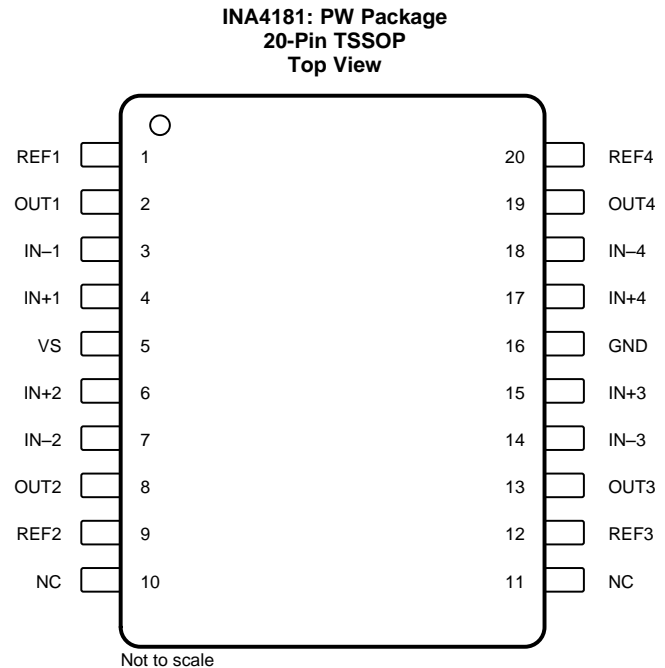 INA4181: PW Package
20-Pin TSSOP
Top View
REF1 1 20 REF4
OUT1 2 19 OUT4
IN–1 3 18 IN–4
IN+1 4 17 IN+4
VS 5 16 GND
IN+2 6 15 IN+3
IN–2 7 14 IN–3
OUT2 8 13 OUT3
REF2 9 12 REF3
NC 10 11 NC
Not to scale